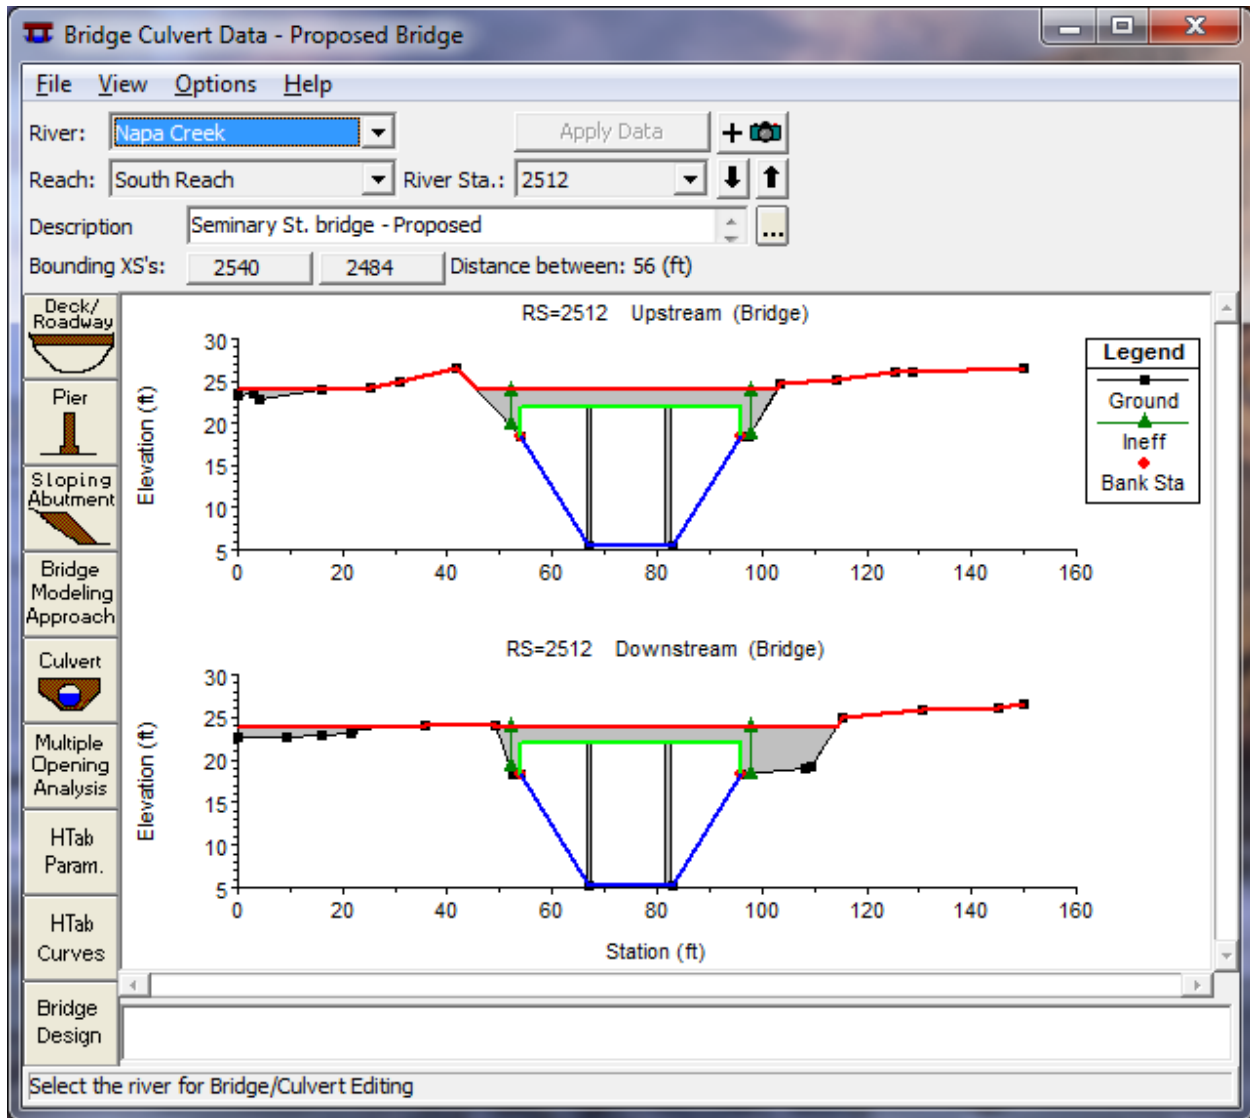 Bridge Culvert Data - Proposed Bridge
File View Options Help
River: Napa Creek Apply Data +
Reach: South Reach River Sta.: 2512
Description Seminary St. bridge - Proposed ...
Bounding XS's: 2540 2484 Distance between: 56 (ft)
Deck/
Roadway
Pier
Sloping
Abutment
Bridge
Modeling
Approach
Culvert
Multiple
Opening
Analysis
HTab
Param.
HTab
Curves
Bridge
Design
RS=2512 Upstream (Bridge)
Elevation (ft)
30
25
20
15
10
5
0 20 40 60 80 100 120 140 160
Legend
Ground
Ineff
Bank Sta
RS=2512 Downstream (Bridge)
Elevation (ft)
30
25
20
15
10
5
0 20 40 60 80 100 120 140 160
Station (ft)
Select the river for Bridge/Culvert Editing